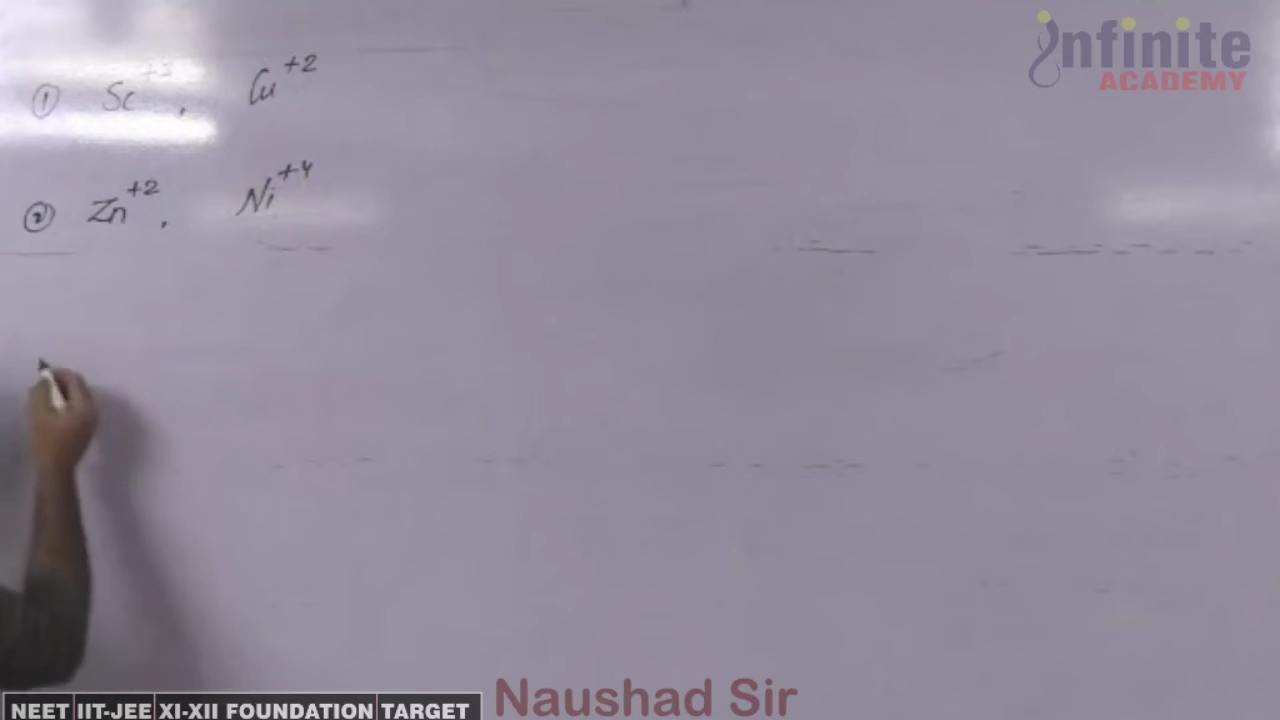 infinite
ACADEMY
① Sc+3, Cu+2
② Zn+2, Ni+4
NEET IIT-JEE XI-XII FOUNDATION TARGET
Naushad Sir